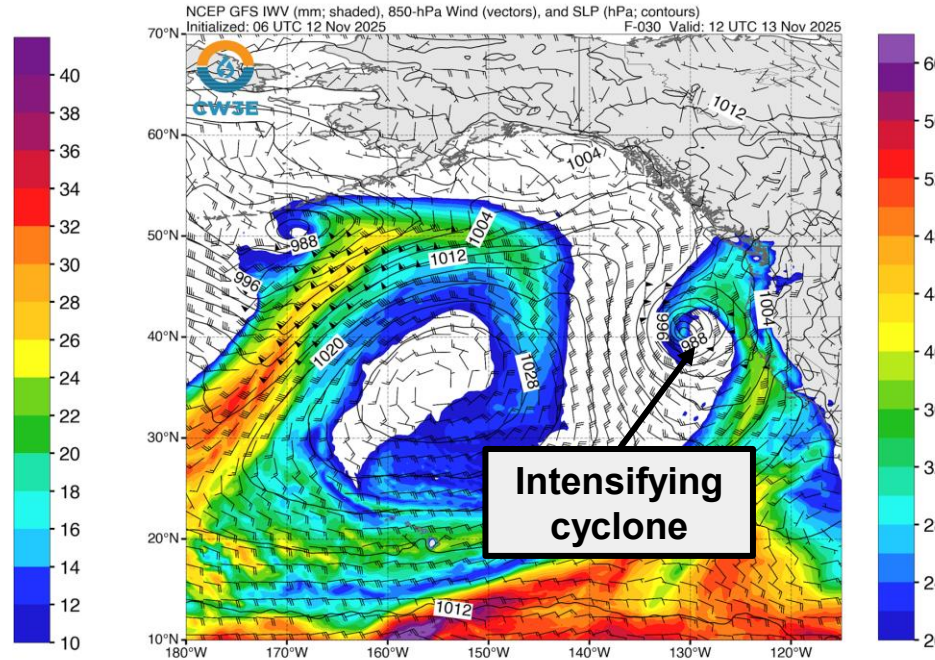 NCEP GFS IWV (mm; shaded), 850-hPa Wind (vectors), and SLP (hPa; contours)
Initialized: 06 UTC 12 Nov 2025 F-030 Valid: 12 UTC 13 Nov 2025
CW3E
70°N
60°N
50°N
40°N
30°N
20°N
10°N
180°W
170°W
160°W
150°W
140°W
130°W
120°W
40
38
36
34
32
30
28
26
24
22
20
18
16
14
12
10
1012
1004
988
1004
1012
996
1020
1028
996
988
1004
1012
Intensifying
cyclone